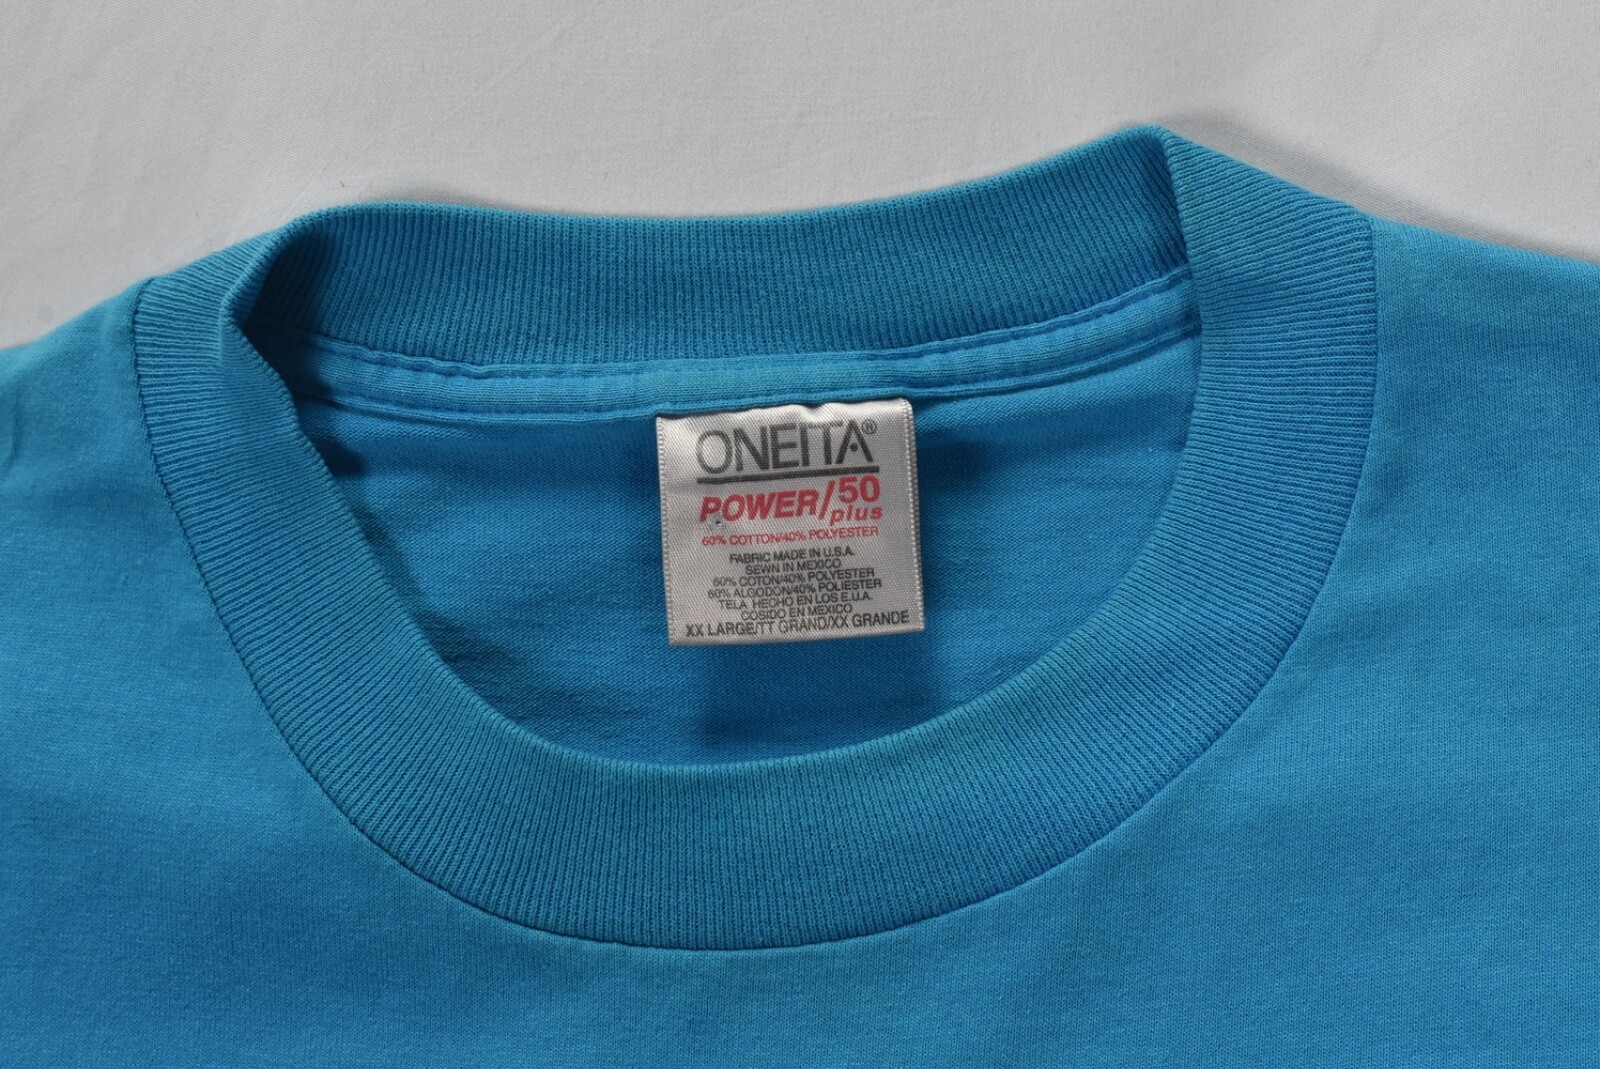 ONEITA®
POWER/50
plus
60% COTTON/40% POLYESTER
FABRIC MADE IN U.S.A.
SEWN IN MEXICO
60% COTON/40% POLYESTER
60% ALGODON/40% POLIESTER
TELA HECHO EN LOS E.U.A.
COSIDO EN MEXICO
XX LARGE/TT GRAND/XX GRANDE